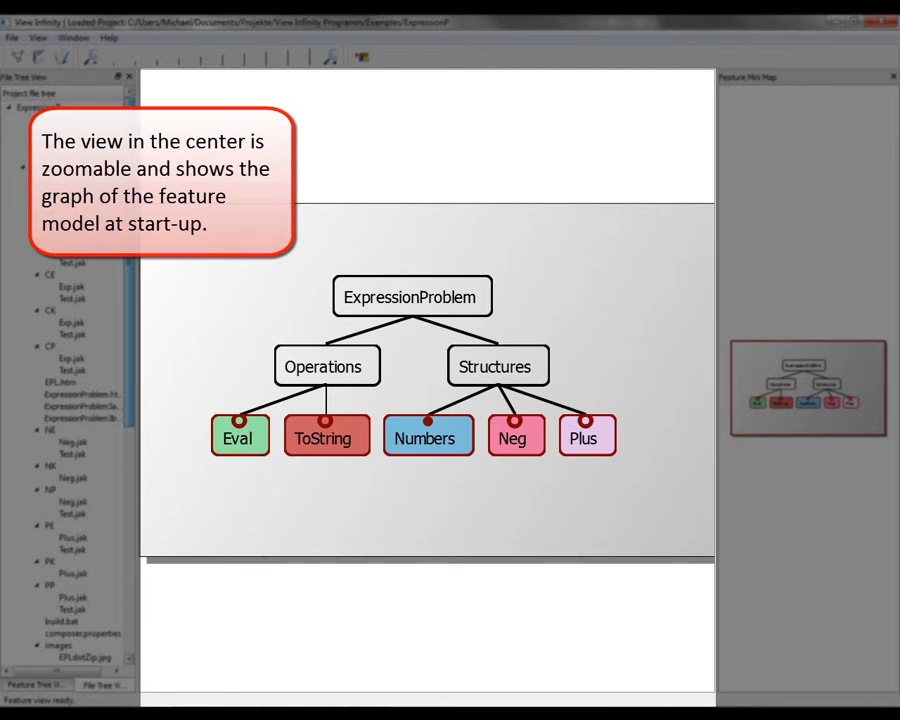 View Infinity | Loaded Project: C:/Users/Michael/Documents/Projekte/View Infinity Programm/Examples/ExpressionP
File View Window Help
File Tree View
Feature Mini Map
Project file tree
The view in the center is
zoomable and shows the
graph of the feature
model at start-up.
Test.jak
CE
Exp.jak
Test.jak
CK
Exp.jak
Test.jak
CP
Exp.jak
Test.jak
EPL.htm
ExpressionProblem.ht...
ExpressionProblem3a...
ExpressionProblem3b...
NE
Neg.jak
Test.jak
NK
Neg.jak
NP
Neg.jak
Test.jak
PE
Plus.jak
Test.jak
PK
Plus.jak
PP
Plus.jak
Test.jak
build.bat
composer.properties
images
EPLdotZip.jpg
Feature Tree Vi... File Tree Vi...
Feature view ready.
ExpressionProblem
Operations Structures
Eval ToString Numbers Neg Plus